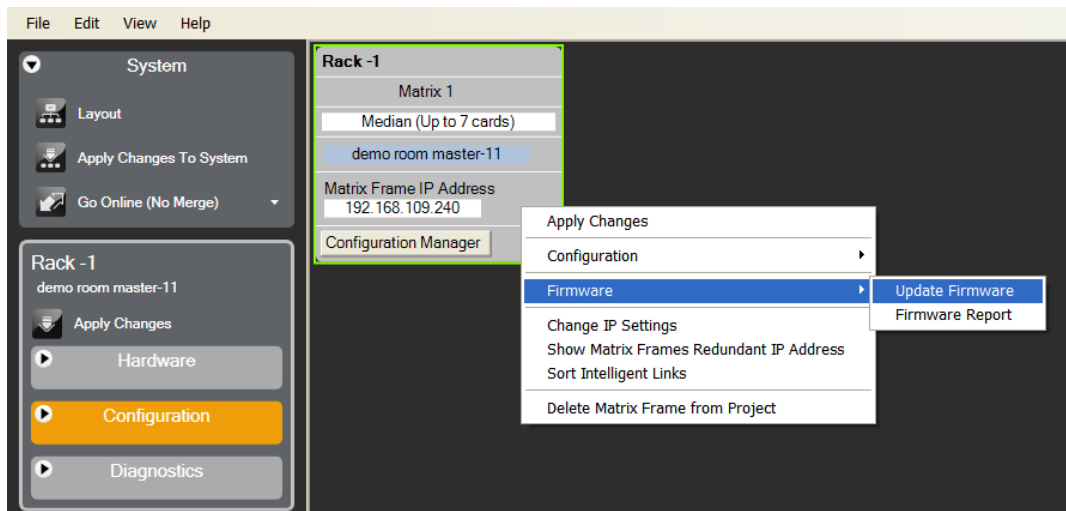 File Edit View Help
System
Layout
Apply Changes To System
Go Online (No Merge)
Rack -1
demo room master-11
Apply Changes
Hardware
Configuration
Diagnostics
Rack -1
Matrix 1
Median (Up to 7 cards)
demo room master-11
Matrix Frame IP Address
192.168.109.240
Configuration Manager
Apply Changes
Configuration
Firmware
Change IP Settings
Show Matrix Frames Redundant IP Address
Sort Intelligent Links
Delete Matrix Frame from Project
Update Firmware
Firmware Report